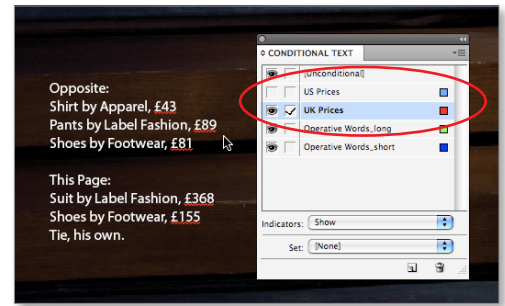 Opposite:
Shirt by Apparel, £43
Pants by Label Fashion, £89
Shoes by Footwear, £81
This Page:
Suit by Label Fashion, £368
Shoes by Footwear, £155
Tie, his own.
CONDITIONAL TEXT
[Unconditional]
US Prices
UK Prices
Operative Words_long
Operative Words_short
Indicators: Show
Set: [None]